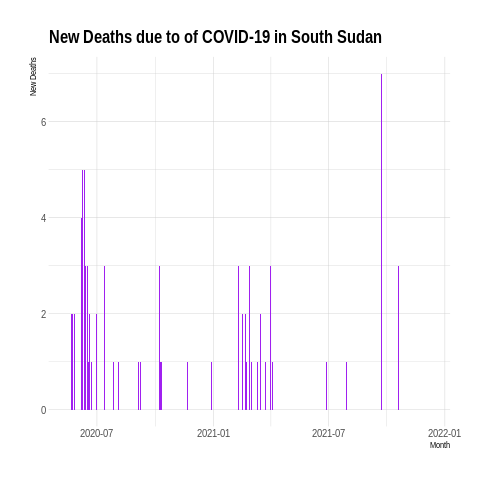 New Deaths due to of COVID-19 in South Sudan
New Deaths
6
4
2
0
2020-07
2021-01
2021-07
2022-01
Month